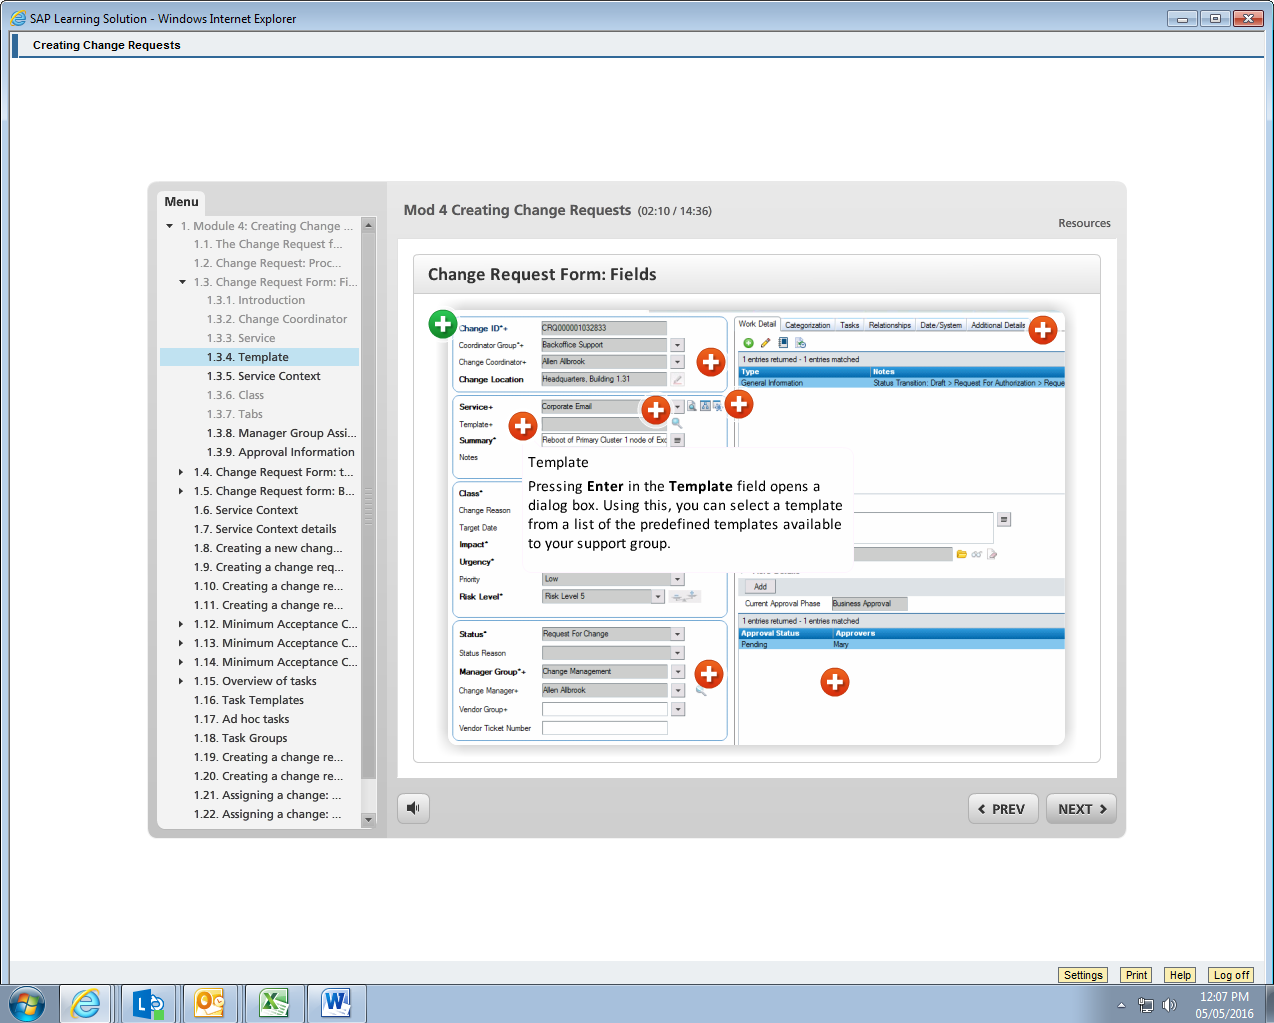 SAP Learning Solution - Windows Internet Explorer
Creating Change Requests
Menu
1. Module 4: Creating Change ...
1.1. The Change Request f...
1.2. Change Request: Proc...
1.3. Change Request Form: Fi...
1.3.1. Introduction
1.3.2. Change Coordinator
1.3.3. Service
1.3.4. Template
1.3.5. Service Context
1.3.6. Class
1.3.7. Tabs
1.3.8. Manager Group Assi...
1.3.9. Approval Information
1.4. Change Request Form: t...
1.5. Change Request form: B...
1.6. Service Context
1.7. Service Context details
1.8. Creating a new chang...
1.9. Creating a change req...
1.10. Creating a change re...
1.11. Creating a change re...
1.12. Minimum Acceptance C...
1.13. Minimum Acceptance C...
1.14. Minimum Acceptance C...
1.15. Overview of tasks
1.16. Task Templates
1.17. Ad hoc tasks
1.18. Task Groups
1.19. Creating a change re...
1.20. Creating a change re...
1.21. Assigning a change: ...
1.22. Assigning a change: ...
Mod 4 Creating Change Requests (02:10 / 14:36)
Resources
Change Request Form: Fields
Change ID*+ CRQ000001032833
Coordinator Group*+ Backoffice Support
Change Coordinator+ Allen Allbrook
Change Location Headquarters, Building 1.31
Service+ Corporate Email
Template+
Summary* Reboot of Primary Cluster 1 node of Exc
Notes
Template
Pressing Enter in the Template field opens a
dialog box. Using this, you can select a template
from a list of the predefined templates available
to your support group.
Class*
Change Reason
Target Date
Impact*
Urgency*
Priority Low
Risk Level* Risk Level 5
Status* Request For Change
Status Reason
Manager Group*+ Change Management
Change Manager+ Allen Allbrook
Vendor Group+
Vendor Ticket Number
Work Detail Categorization Tasks Relationships Date/System Additional Details
1 entries returned - 1 entries matched
Type Notes
General Information Status Transition: Draft > Request For Authorization > Reque
Add
Current Approval Phase Business Approval
1 entries returned - 1 entries matched
Approval Status Approvers
Pending Mary
PREV NEXT
Settings Print Help Log off
12:07 PM
05/05/2016